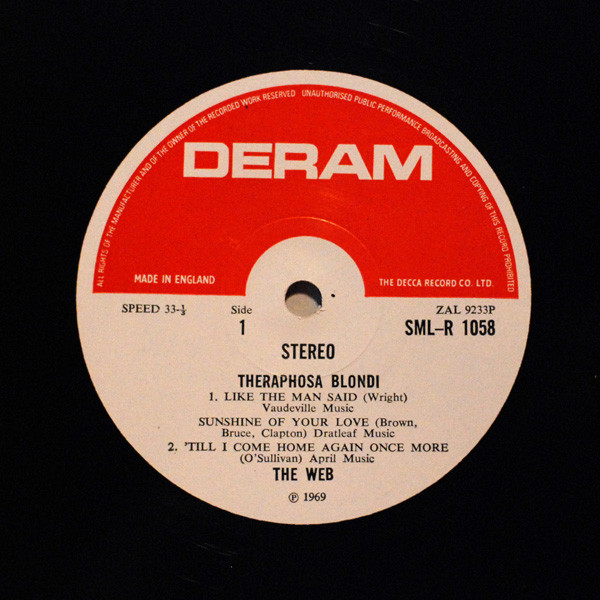 ALL RIGHTS OF THE MANUFACTURER AND OF THE OWNER OF THE RECORDED WORK RESERVED UNAUTHORISED PUBLIC PERFORMANCE BROADCASTING AND COPYING OF THIS RECORD PROHIBITED
DERAM
MADE IN ENGLAND THE DECCA RECORD CO. LTD.
SPEED 33-⅓ Side ZAL 9233P
1 SML–R 1058
STEREO
THERAPHOSA BLONDI
1. LIKE THE MAN SAID (Wright)
Vaudeville Music
SUNSHINE OF YOUR LOVE (Brown,
Bruce, Clapton) Dratleaf Music
2. 'TILL I COME HOME AGAIN ONCE MORE
(O'Sullivan) April Music
THE WEB
℗ 1969